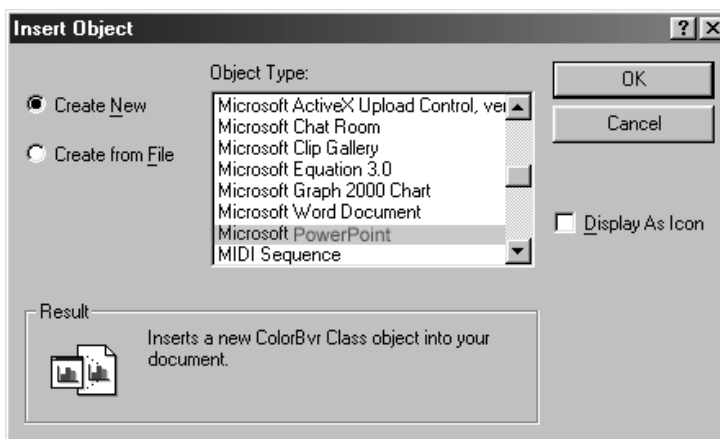 Insert Object
Object Type:
Create New
Create from File
Microsoft ActiveX Upload Control, ver
Microsoft Chat Room
Microsoft Clip Gallery
Microsoft Equation 3.0
Microsoft Graph 2000 Chart
Microsoft Word Document
Microsoft PowerPoint
MIDI Sequence
OK
Cancel
Display As Icon
Result
Inserts a new ColorBvr Class object into your
document.